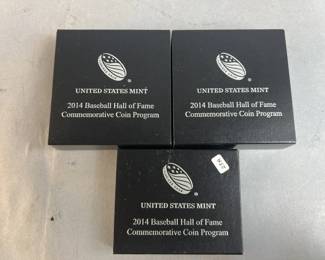 UNITED STATES MINT
2014 Baseball Hall of Fame
Commemorative Coin Program
UNITED STATES MINT
2014 Baseball Hall of Fame
Commemorative Coin Program
UNITED STATES MINT
2014 Baseball Hall of Fame
Commemorative Coin Program